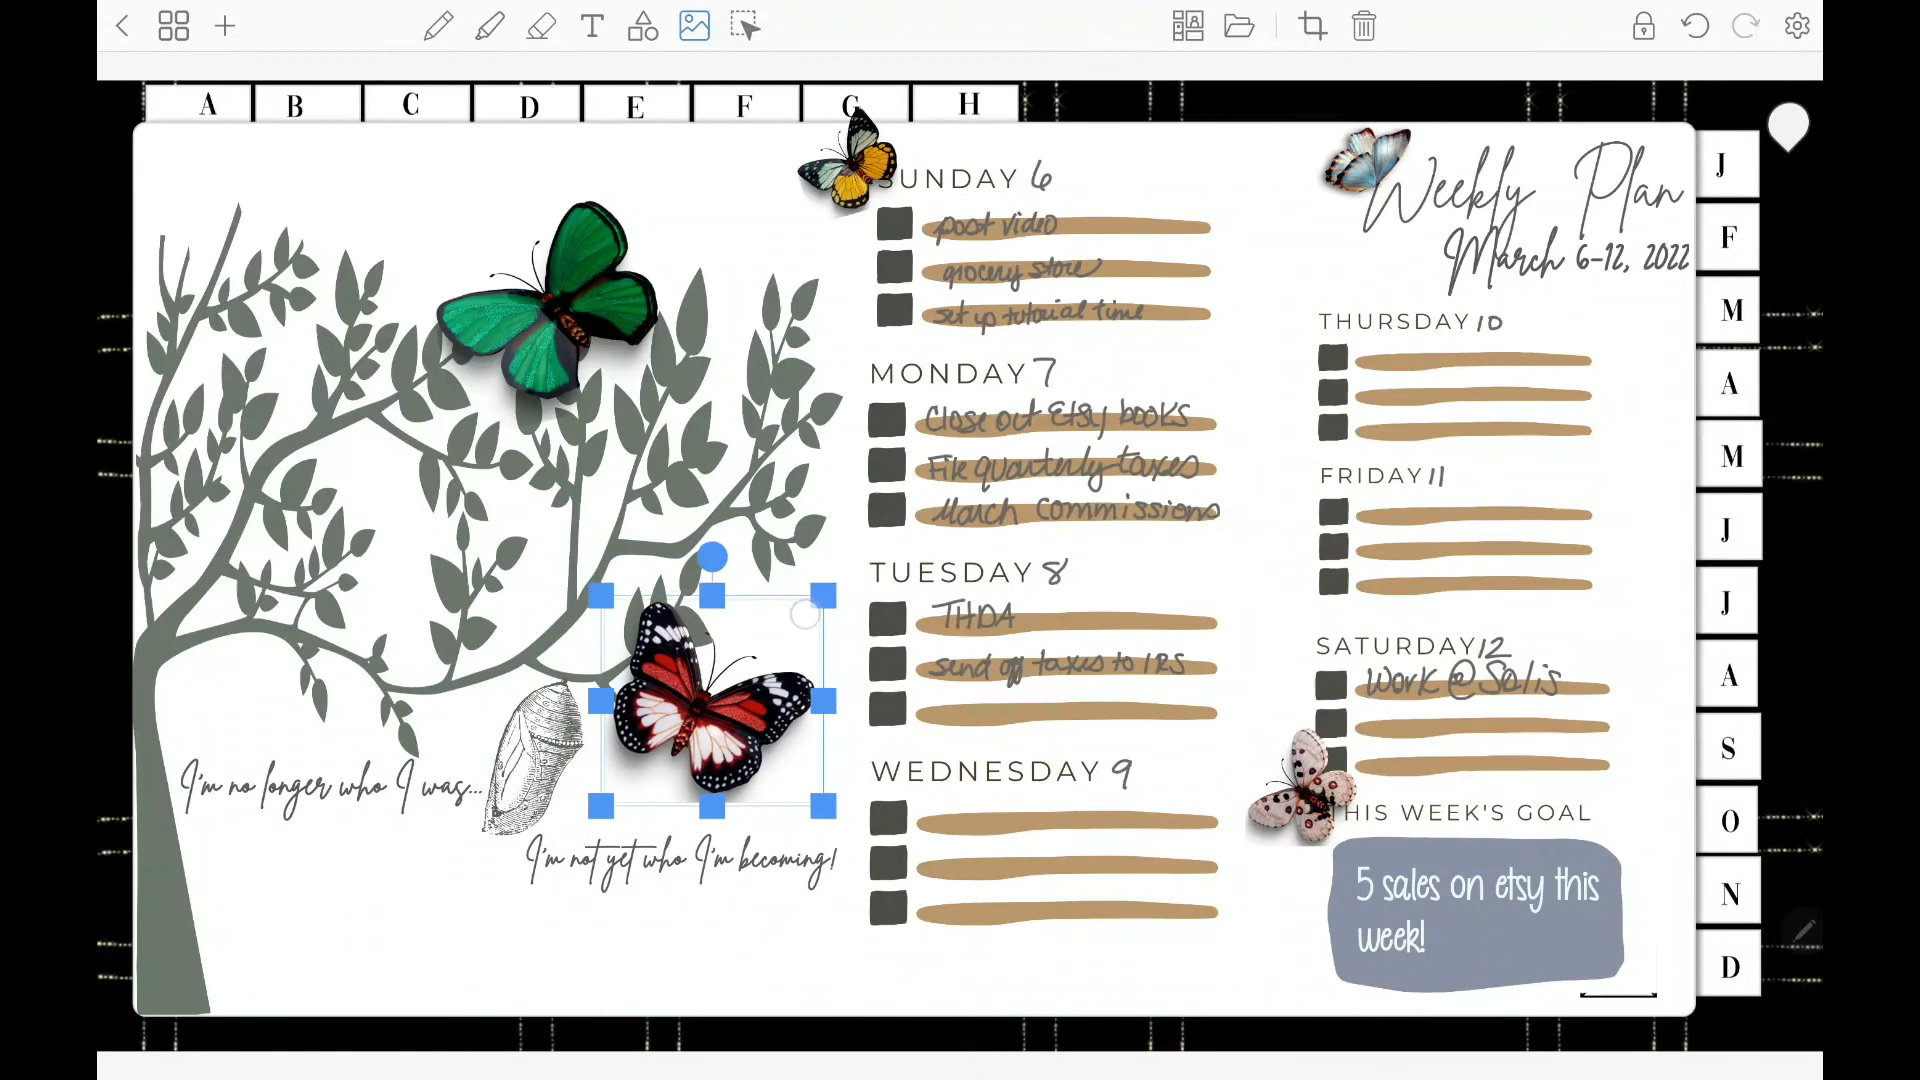 A B C D E F G H
SUNDAY 6
post video
grocery store
set up tutorial time
MONDAY 7
Close out Etsy books
File quarterly taxes
March Commissions
TUESDAY 8
THDA
send off taxes to IRS
WEDNESDAY 9
I'm no longer who I was...
I'm not yet who I'm becoming!
Weekly Plan
March 6-12, 2022
THURSDAY 10
FRIDAY 11
SATURDAY 12
Work @ Solis
THIS WEEK'S GOAL
5 sales on etsy this
week!
J
F
M
A
M
J
J
A
S
O
N
D